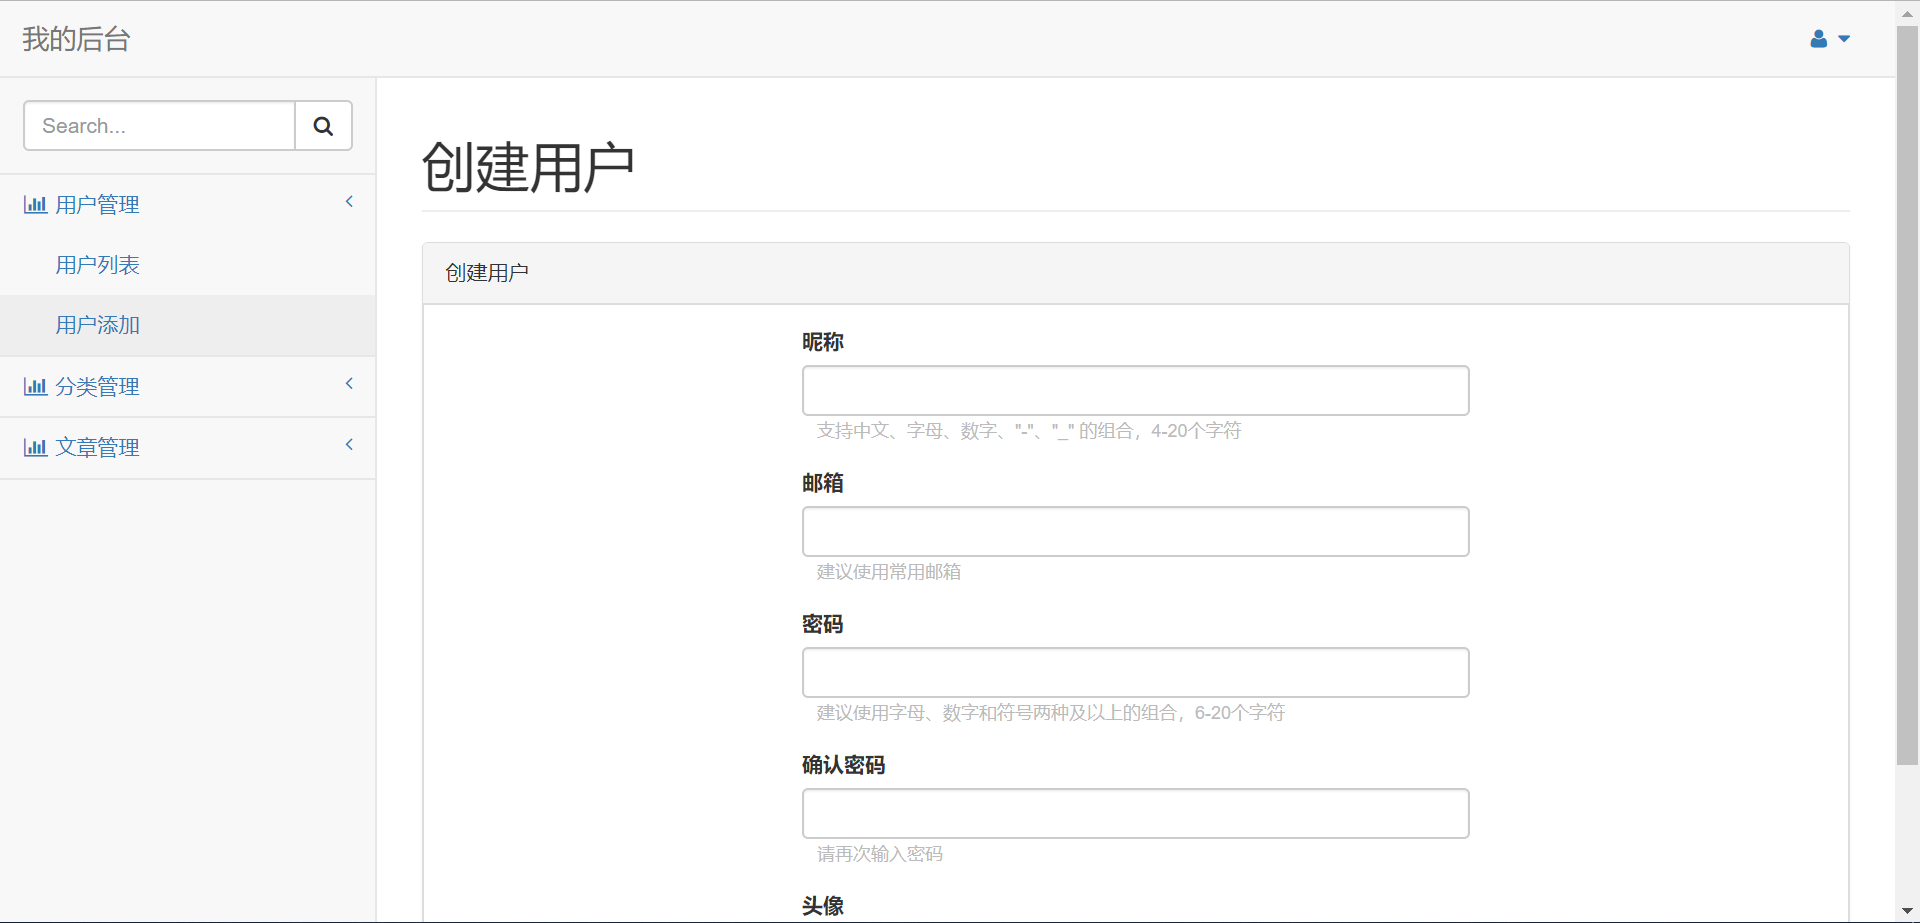 我的后台
Search...
用户管理
用户列表
用户添加
分类管理
文章管理
创建用户
创建用户
昵称
支持中文、字母、数字、"-"、"_" 的组合，4-20个字符
邮箱
建议使用常用邮箱
密码
建议使用字母、数字和符号两种及以上的组合，6-20个字符
确认密码
请再次输入密码
头像